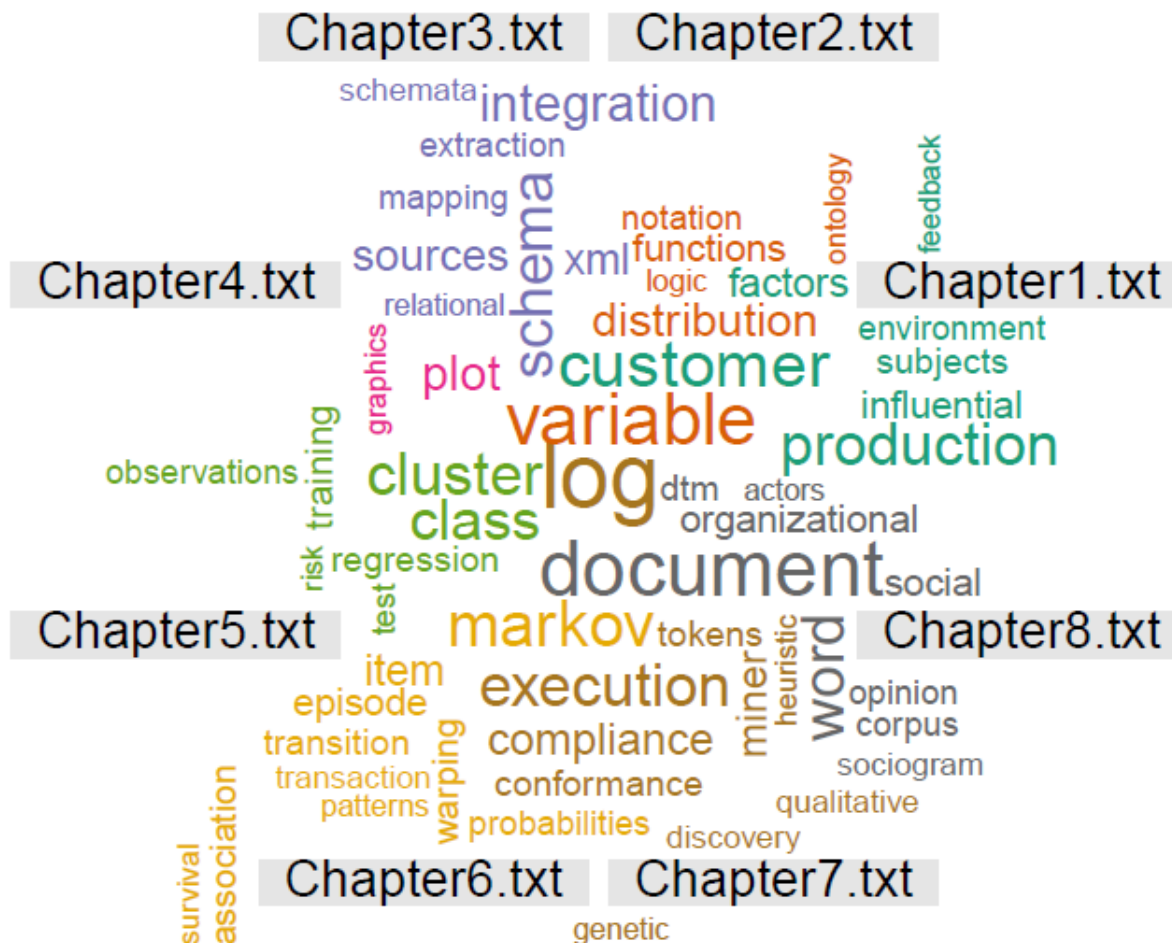 Chapter3.txt Chapter2.txt
schemata
integration
extraction
feedback
mapping
schema
ontology
notation
sources
xml
functions
Chapter4.txt
logic
factors
Chapter1.txt
relational
distribution
environment
graphics
plot
customer
subjects
variable
influential
training
production
observations
cluster
log
dtm
actors
class
organizational
risk
regression
document
social
test
Chapter5.txt
markov
tokens
heuristic
word
Chapter8.txt
item
execution
miner
opinion
episode
corpus
transition
warping
compliance
sociogram
transaction
conformance
patterns
qualitative
association
probabilities
discovery
survival
Chapter6.txt Chapter7.txt
genetic